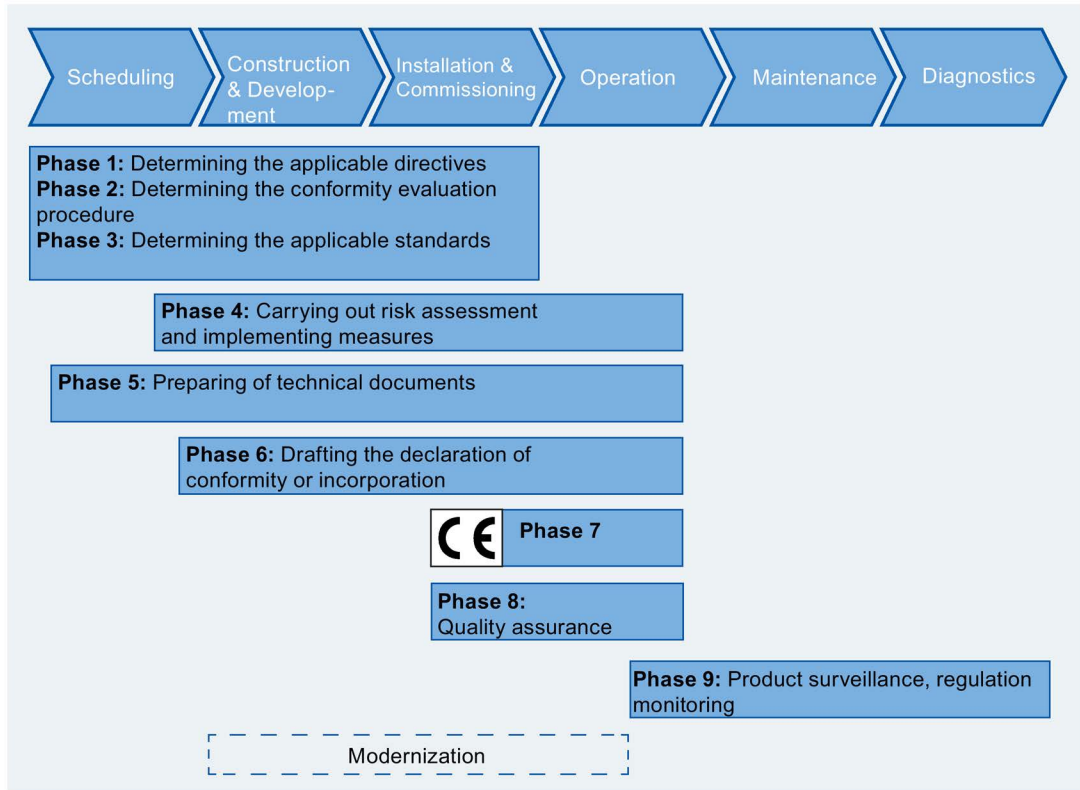 Scheduling
Construction
& Develop-
ment
Installation &
Commissioning
Operation
Maintenance
Diagnostics
Phase 1: Determining the applicable directives
Phase 2: Determining the conformity evaluation
procedure
Phase 3: Determining the applicable standards
Phase 4: Carrying out risk assessment
and implementing measures
Phase 5: Preparing of technical documents
Phase 6: Drafting the declaration of
conformity or incorporation
CE Phase 7
Phase 8:
Quality assurance
Phase 9: Product surveillance, regulation
monitoring
Modernization